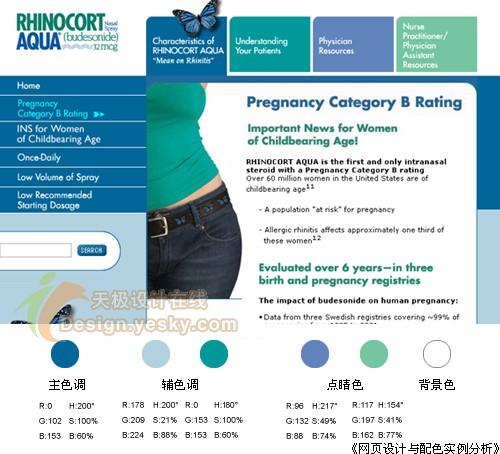 RHINOCORT Nasal Spray
AQUA® (budesonide)
32 mcg
Characteristics of
RHINOCORT AQUA
"Mean on Rhinitis"
Understanding
Your Patients
Physician
Resources
Nurse
Practitioner/
Physician
Assistant
Resources
Home
Pregnancy
Category B Rating
INS for Women
of Childbearing Age
Once-Daily
Low Volume of Spray
Low Recommended
Starting Dosage
SEARCH
Pregnancy Category B Rating
Important News for Women
of Childbearing Age!
RHINOCORT AQUA is the first and only intranasal
steroid with a Pregnancy Category B rating
Over 60 million women in the United States are of
childbearing age11
- A population "at risk" for pregnancy
- Allergic rhinitis affects approximately one third of
these women12
Evaluated over 6 years—in three
birth and pregnancy registries
The impact of budesonide on human pregnancy:
•Data from three Swedish registries covering ~99% of
天极设计在线
Design.yesky.com
主色调 辅色调 点睛色 背景色
R:0 H:200° R:178 H:200° R:0 H:180° R:96 H:217° R:117 H:154°
G:102 S:100% G:209 S:21% G:153 S:100% G:132 S:49% G:197 S:41%
B:153 B:60% B:224 B:88% B:153 B:60% B:88 B:74% B:162 B:77%
《网页设计与配色实例分析》